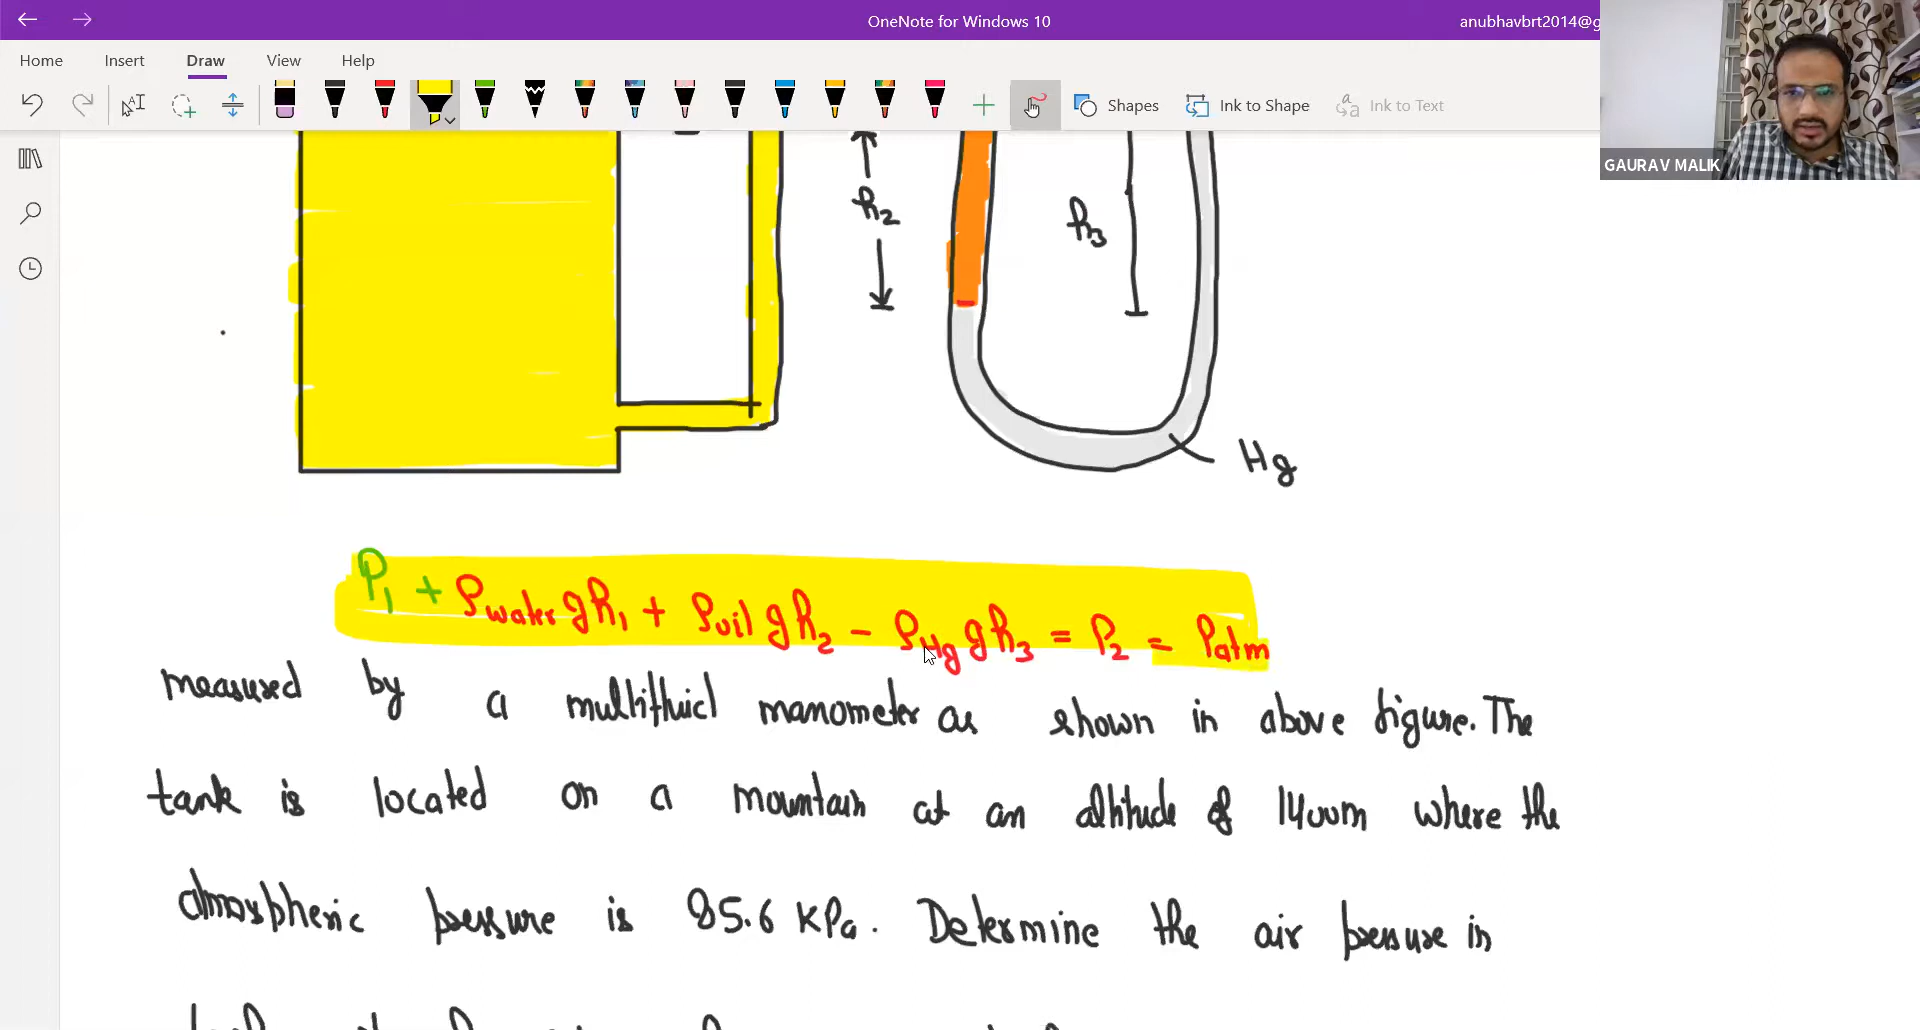 OneNote for Windows 10
anubhavbrt2014@g
Home Insert Draw View Help
Shapes Ink to Shape Ink to Text
GAURAV MALIK
h2
h3
Hg
P1 + ρwater gh1 + ρoil gh2 - ρHg gh3 = P2 = Patm
measured by a multifluid manometer as shown in above figure. The
tank is located on a mountain at an altitude of 1400m where the
atmospheric pressure is 85.6 KPa. Determine the air pressure in